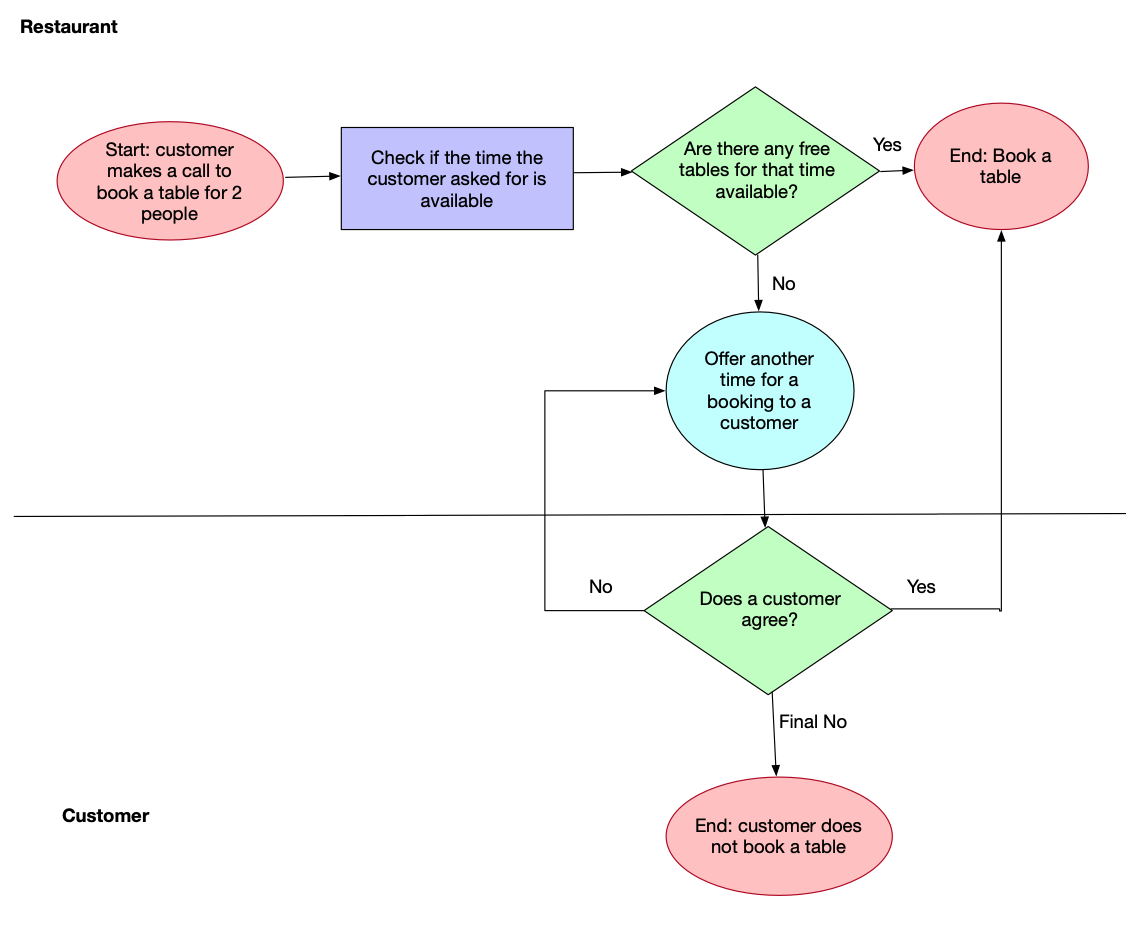 Restaurant
Start: customer
makes a call to
book a table for 2
people
Check if the time the
customer asked for is
available
Are there any free
tables for that time
available?
Yes
End: Book a
table
No
Offer another
time for a
booking to a
customer
No
Does a customer
agree?
Yes
Final No
Customer
End: customer does
not book a table